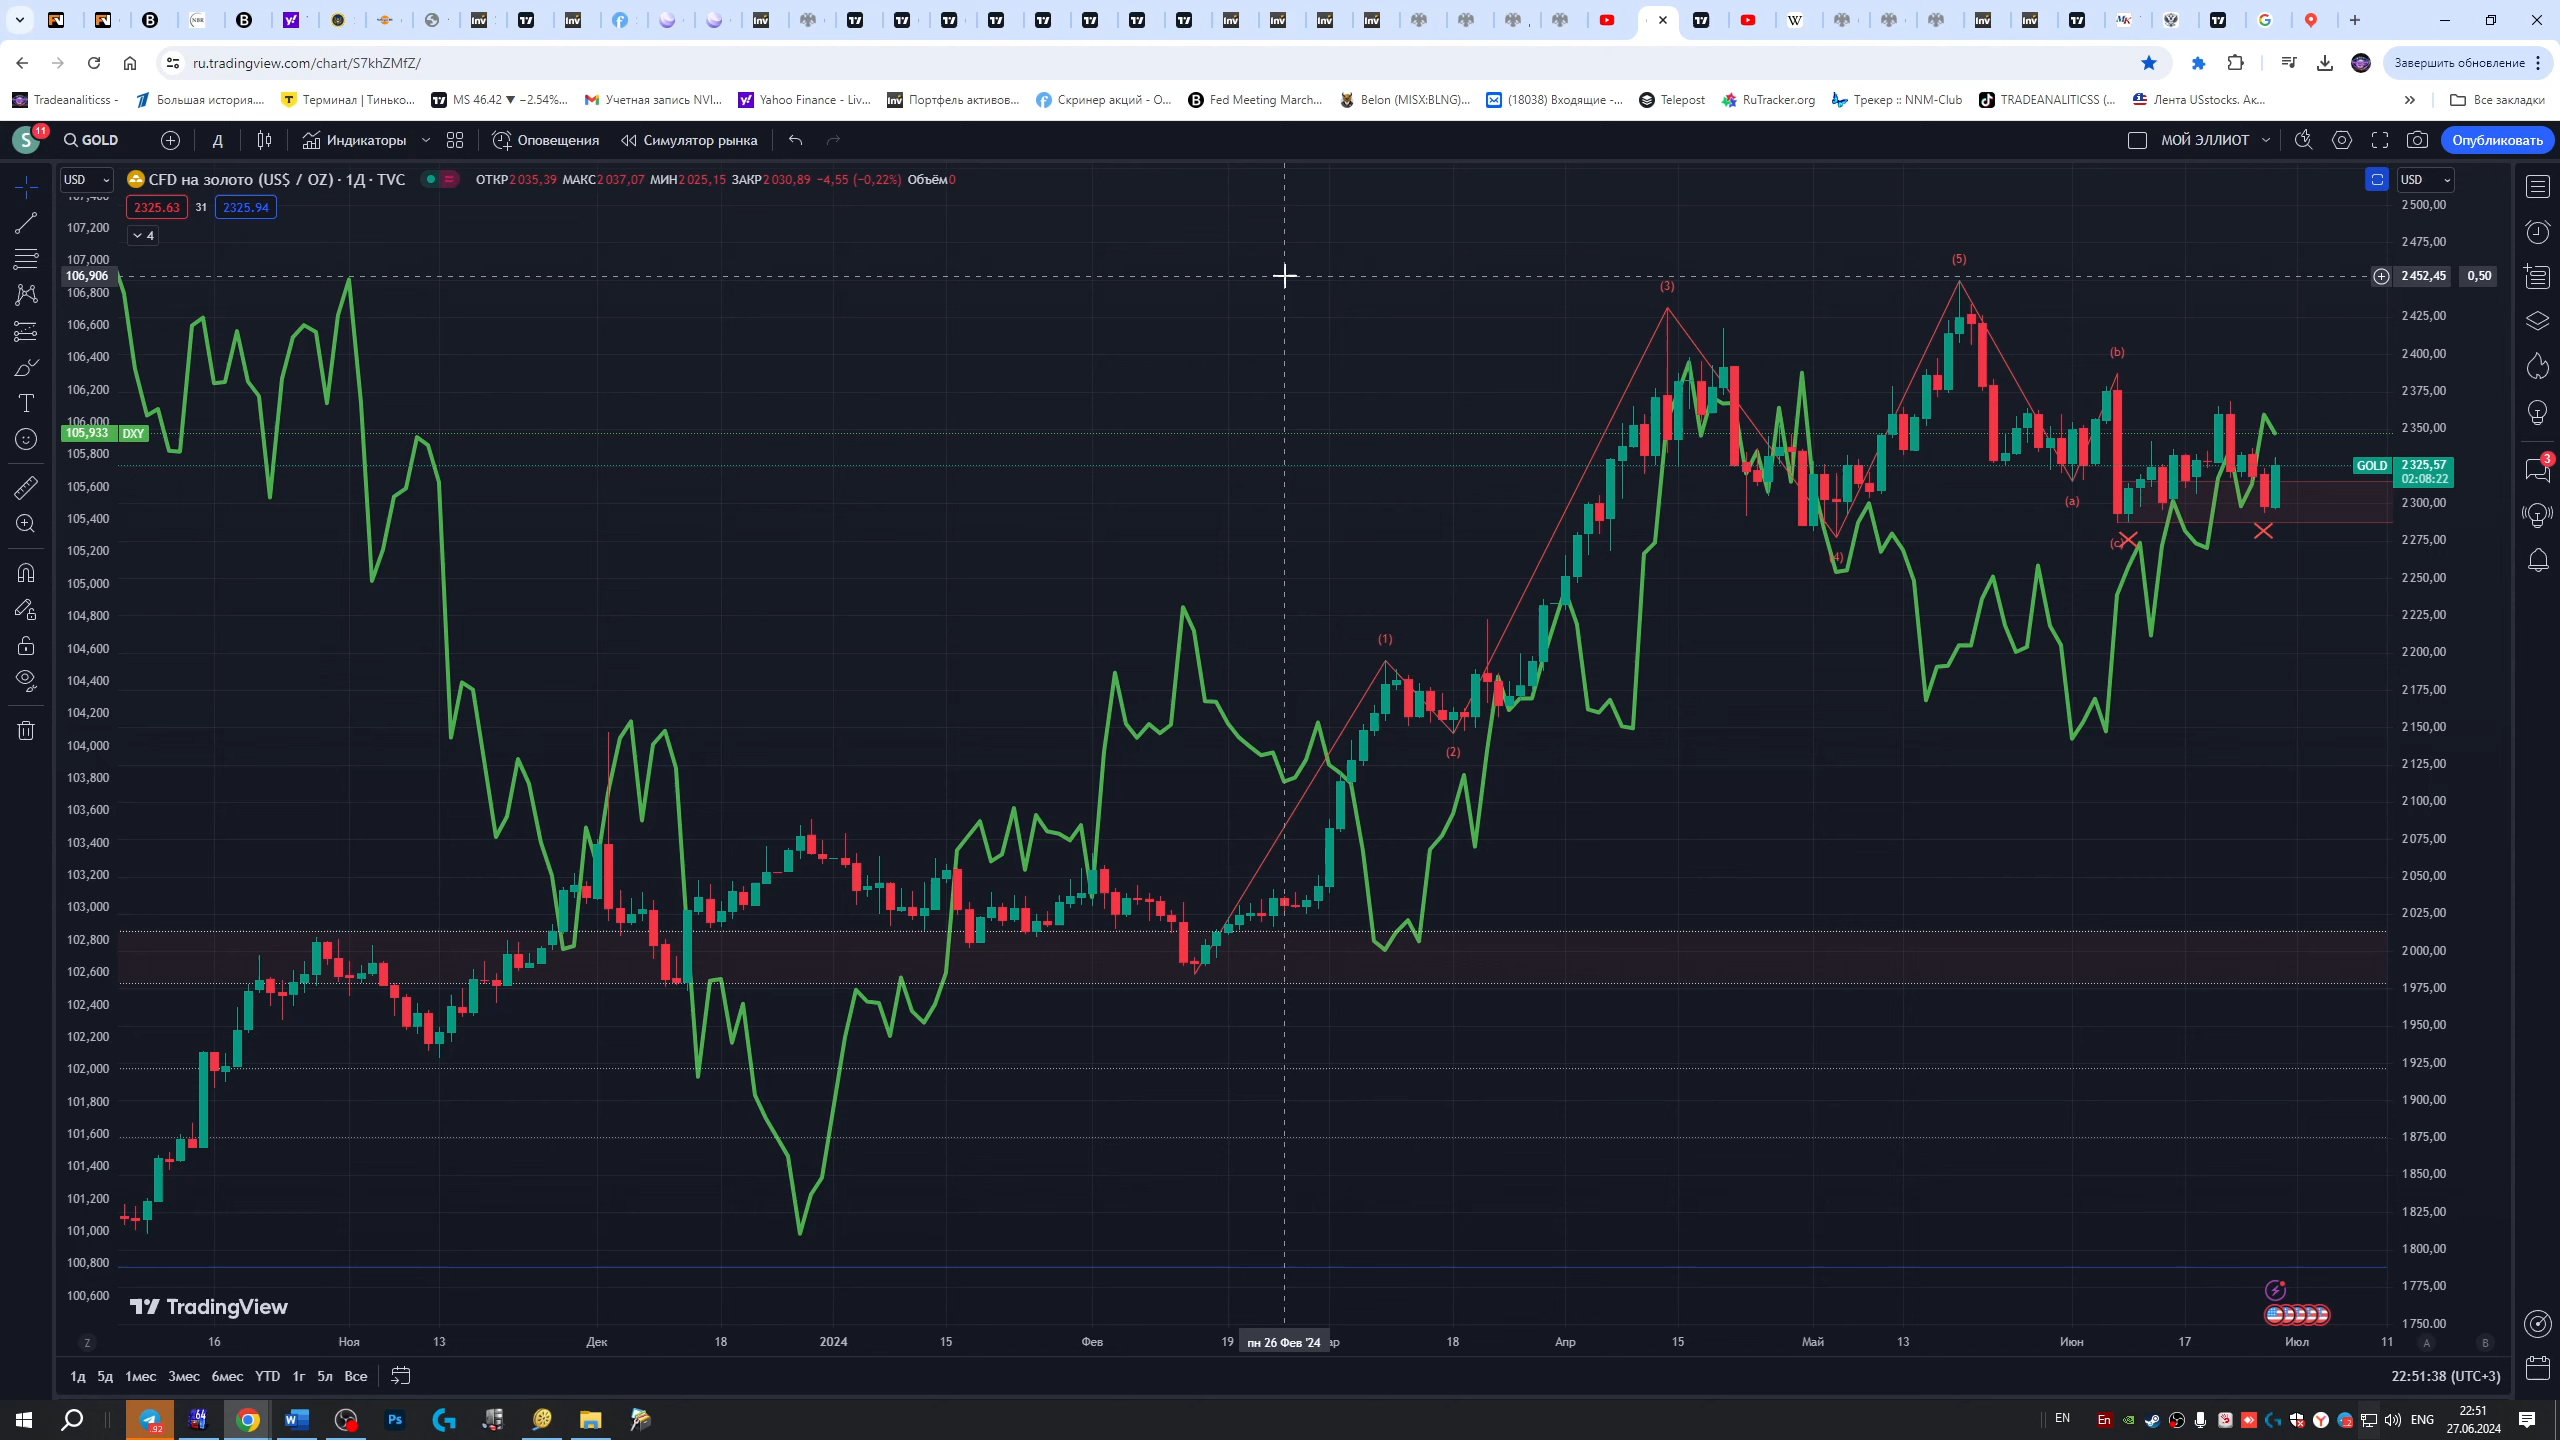 ru.tradingview.com/chart/S7khZMfZ/
Завершить обновление
Tradeanaliticss -
Большая история....
Терминал | Тинько...
MS 46.42 ▼ −2.54%...
Учетная запись NVI...
Yahoo Finance - Liv...
Портфель активов...
Скринер акций - О...
Fed Meeting March...
Belon (MISX:BLNG)...
(18038) Входящие -...
Telepost
RuTracker.org
Трекер :: NNM-Club
TRADEANALITICSS (...
Лента USstocks. Ак...
Все закладки
S 11
GOLD
Д
Индикаторы
Оповещения
Симулятор рынка
МОЙ ЭЛЛИОТ
Опубликовать
USD
CFD на золото (US$ / OZ) · 1Д · TVC
ОТКР2 035,39 МАКС2 037,07 МИН2 025,15 ЗАКР2 030,89 −4,55 (−0,22%) Объём0
USD
2325.63 31 2325.94
4
107,200
107,000
106,906
106,800
106,600
106,400
106,200
106,000
105,933 DXY
105,800
105,600
105,400
105,200
105,000
104,800
104,600
104,400
104,200
104,000
103,800
103,600
103,400
103,200
103,000
102,800
102,600
102,400
102,200
102,000
101,800
101,600
101,400
101,200
101,000
100,800
100,600
(1)
(2)
(3)
(4)
(5)
(a)
(b)
(c)
2 500,00
2 475,00
2 452,45 0,50
2 425,00
2 400,00
2 375,00
2 350,00
GOLD 2 325,57
02:08:22
2 300,00
2 275,00
2 250,00
2 225,00
2 200,00
2 175,00
2 150,00
2 125,00
2 100,00
2 075,00
2 050,00
2 025,00
2 000,00
1 975,00
1 950,00
1 925,00
1 900,00
1 875,00
1 850,00
1 825,00
1 800,00
1 775,00
1 750,00
3
TradingView
Z 16 Ноя 13 Дек 18 2024 15 Фев 19 пн 26 Фев '24 ар 18 Апр 15 Май 13 Июн 17 Июл 11 A B
1д 5д 1мес 3мес 6мес YTD 1г 5л Все
22:51:38 (UTC+3)
92
64
Ps
EN
En
ENG
22:51
27.06.2024